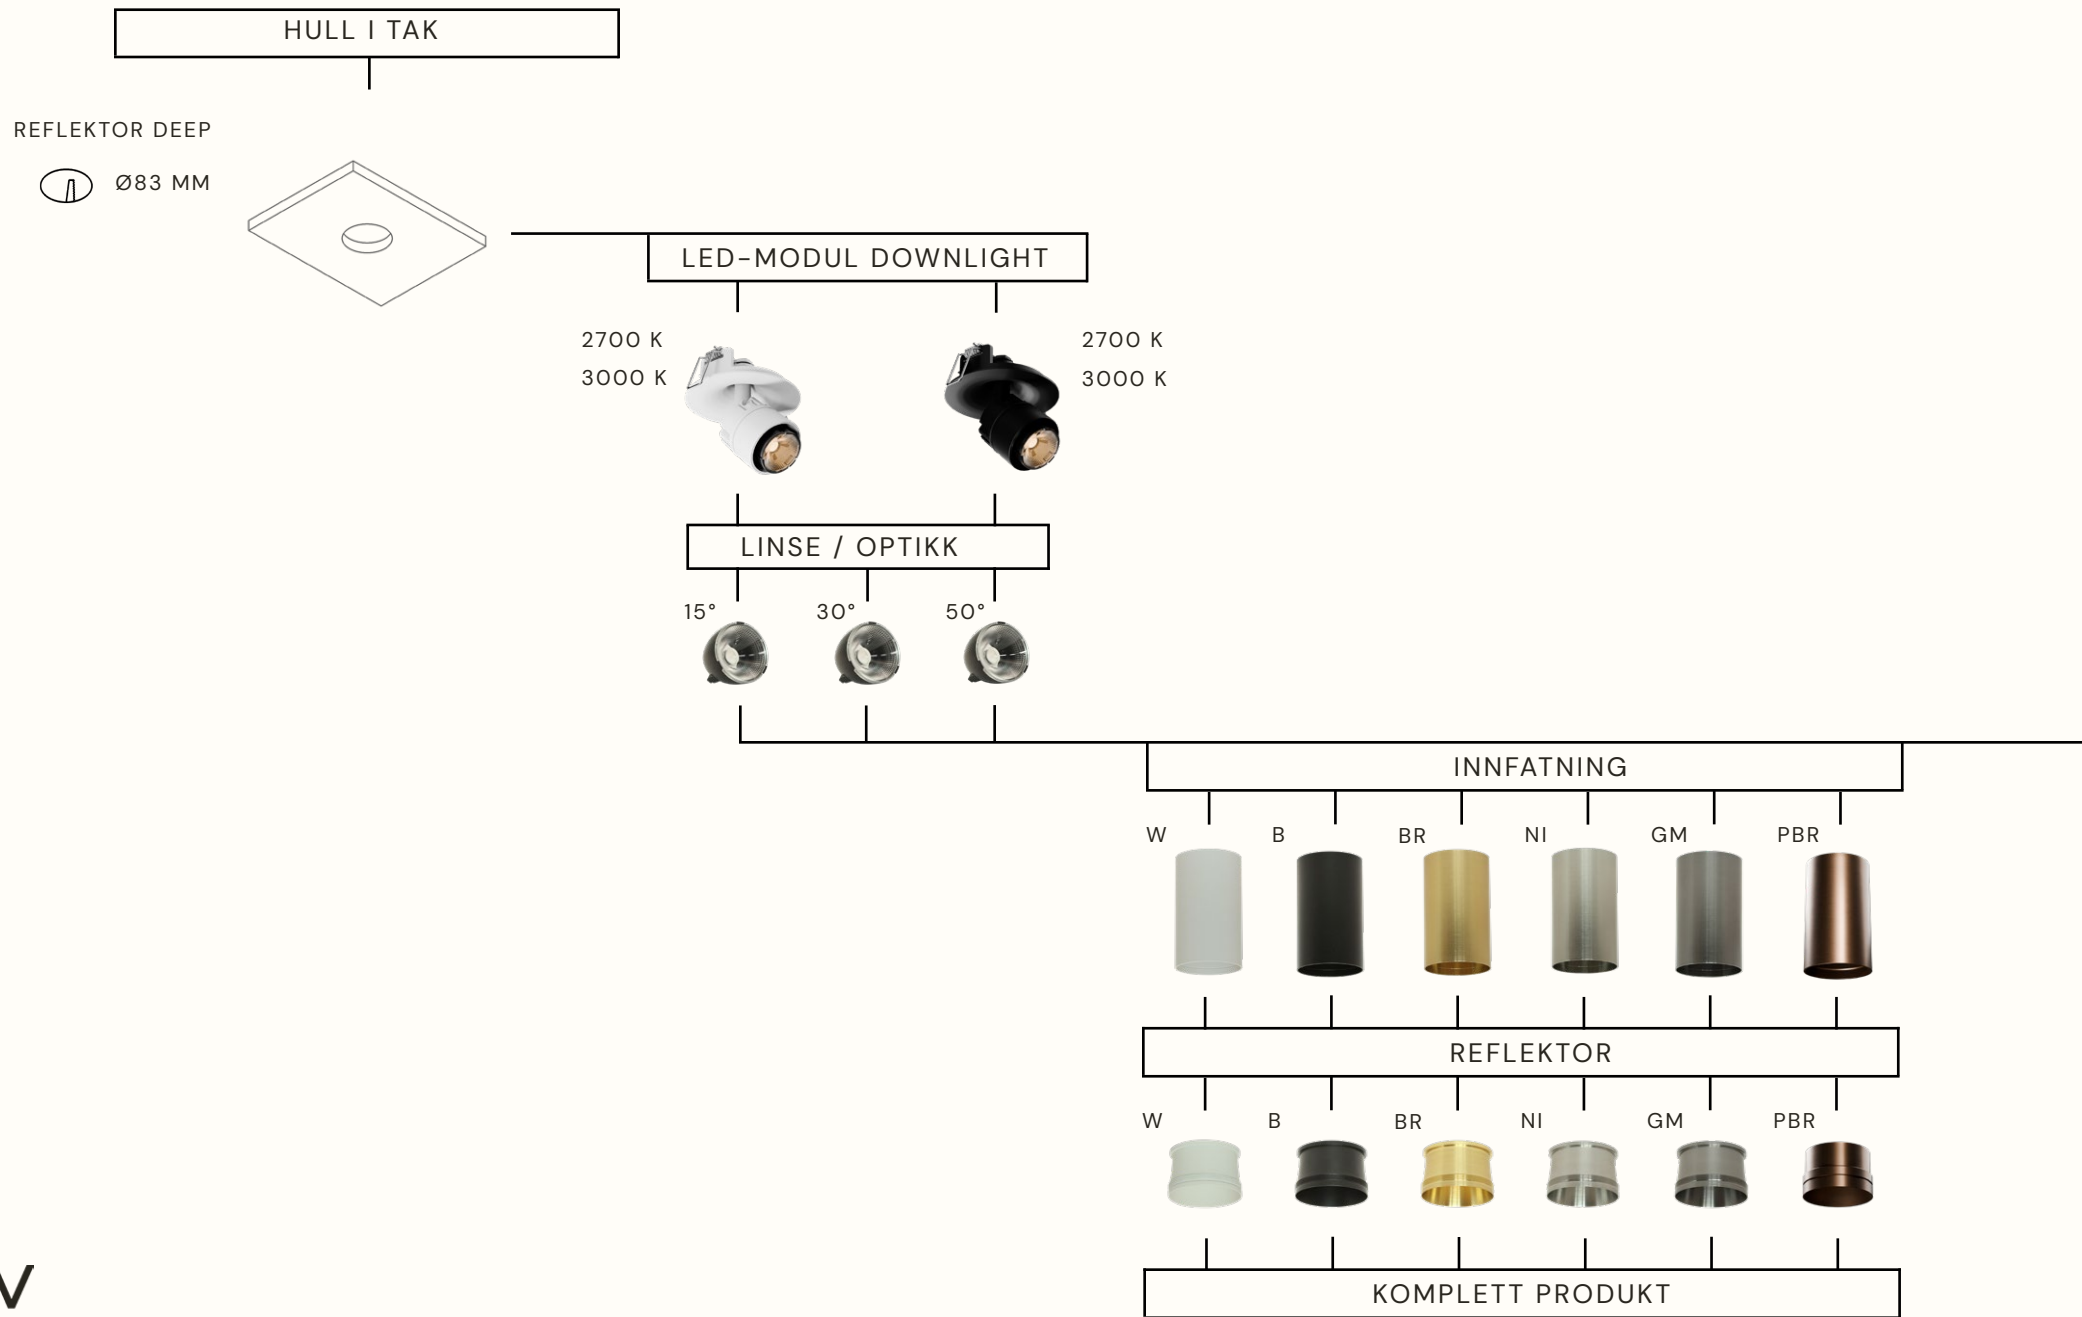 HULL I TAK
REFLEKTOR DEEP
Ø83 MM
LED-MODUL DOWNLIGHT
2700 K
3000 K
2700 K
3000 K
LINSE / OPTIKK
15° 30° 50°
INNFATNING
W B BR NI GM PBR
REFLEKTOR
W B BR NI GM PBR
KOMPLETT PRODUKT